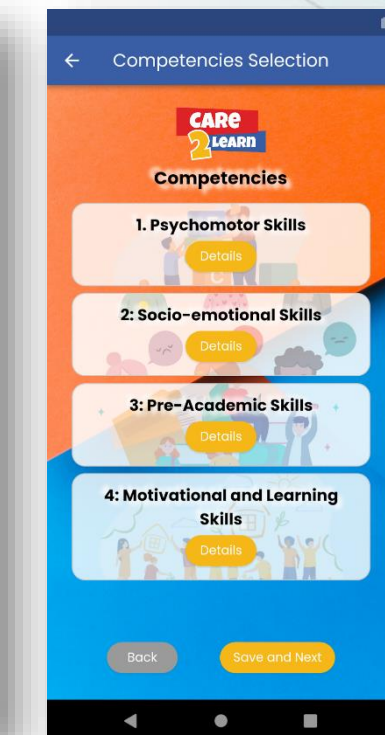 Competencies Selection
CARe
2 LeaRn
Competencies
1. Psychomotor Skills
Details
2: Socio-emotional Skills
Details
3: Pre-Academic Skills
Details
4: Motivational and Learning
Skills
Details
Back
Save and Next